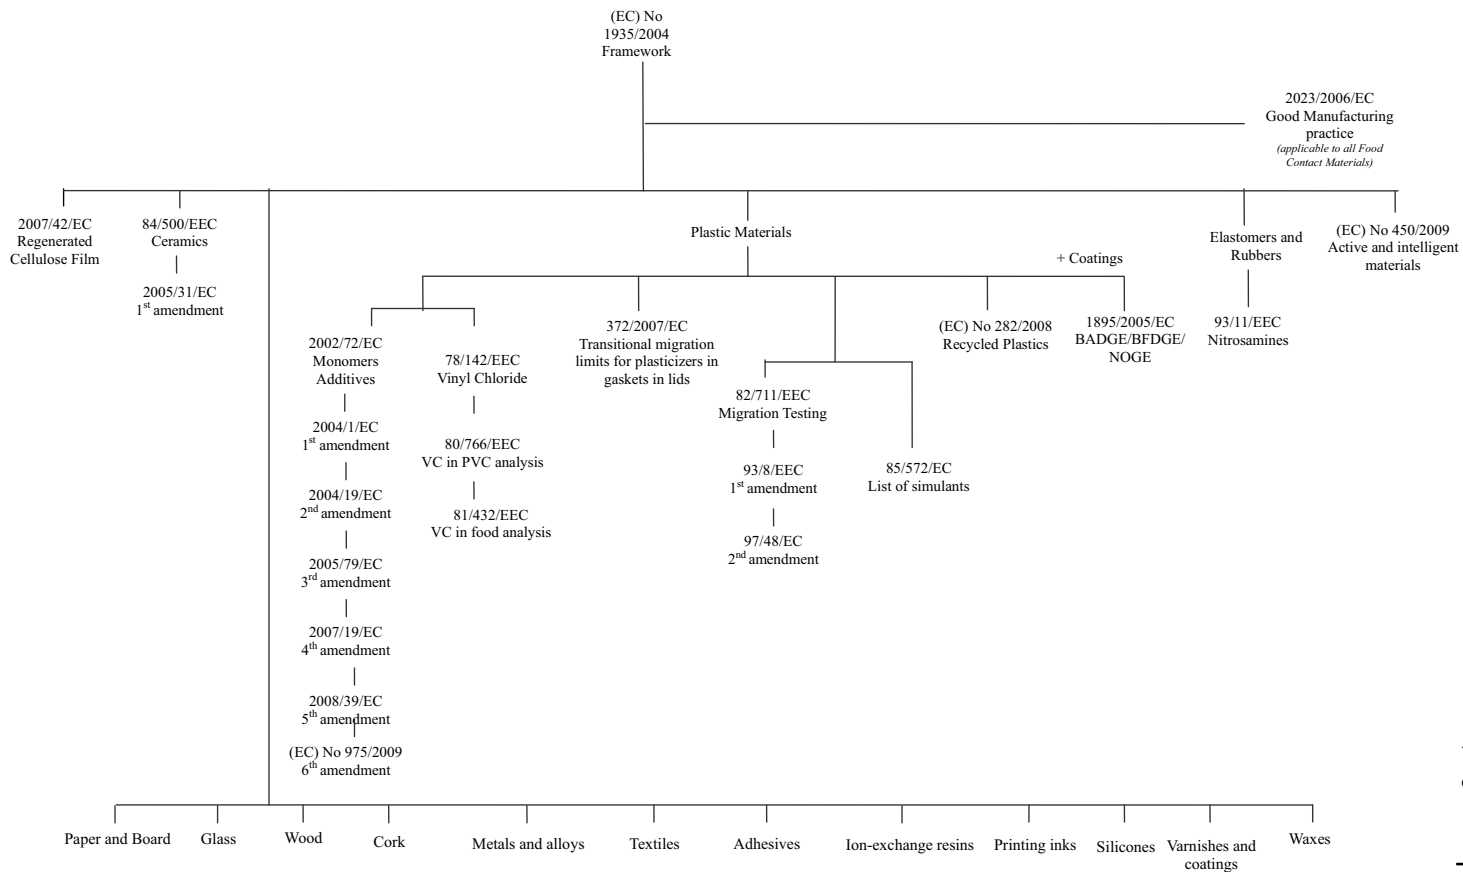 (EC) No
1935/2004
Framework
2023/2006/EC
Good Manufacturing
practice
(applicable to all Food
Contact Materials)
2007/42/EC
Regenerated
Cellulose Film
84/500/EEC
Ceramics
2005/31/EC
1st amendment
Plastic Materials
+ Coatings
Elastomers and
Rubbers
(EC) No 450/2009
Active and intelligent
materials
2002/72/EC
Monomers
Additives
2004/1/EC
1st amendment
2004/19/EC
2nd amendment
2005/79/EC
3rd amendment
2007/19/EC
4th amendment
2008/39/EC
5th amendment
(EC) No 975/2009
6th amendment
78/142/EEC
Vinyl Chloride
80/766/EEC
VC in PVC analysis
81/432/EEC
VC in food analysis
372/2007/EC
Transitional migration
limits for plasticizers in
gaskets in lids
82/711/EEC
Migration Testing
93/8/EEC
1st amendment
97/48/EC
2nd amendment
85/572/EC
List of simulants
(EC) No 282/2008
Recycled Plastics
1895/2005/EC
BADGE/BFDGE/
NOGE
93/11/EEC
Nitrosamines
Paper and Board
Glass
Wood
Cork
Metals and alloys
Textiles
Adhesives
Ion-exchange resins
Printing inks
Silicones
Varnishes and
coatings
Waxes